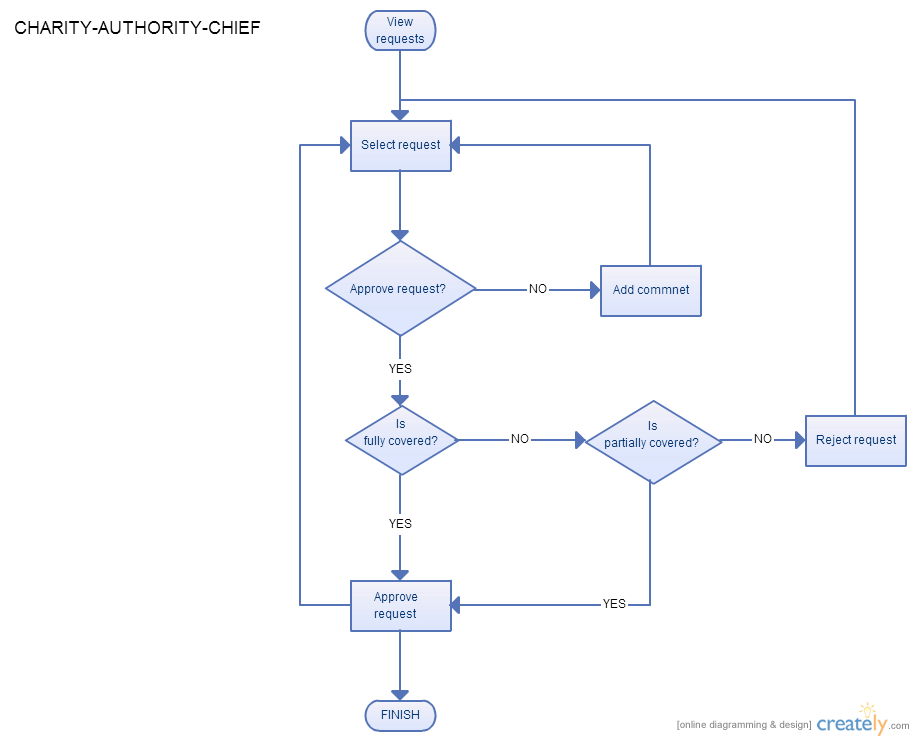 CHARITY-AUTHORITY-CHIEF
View
requests
Select request
Approve request?
NO
Add commnet
YES
Is
fully covered?
NO
Is
partially covered?
NO
Reject request
YES
Approve
request
YES
FINISH
[online diagramming & design] creately.com